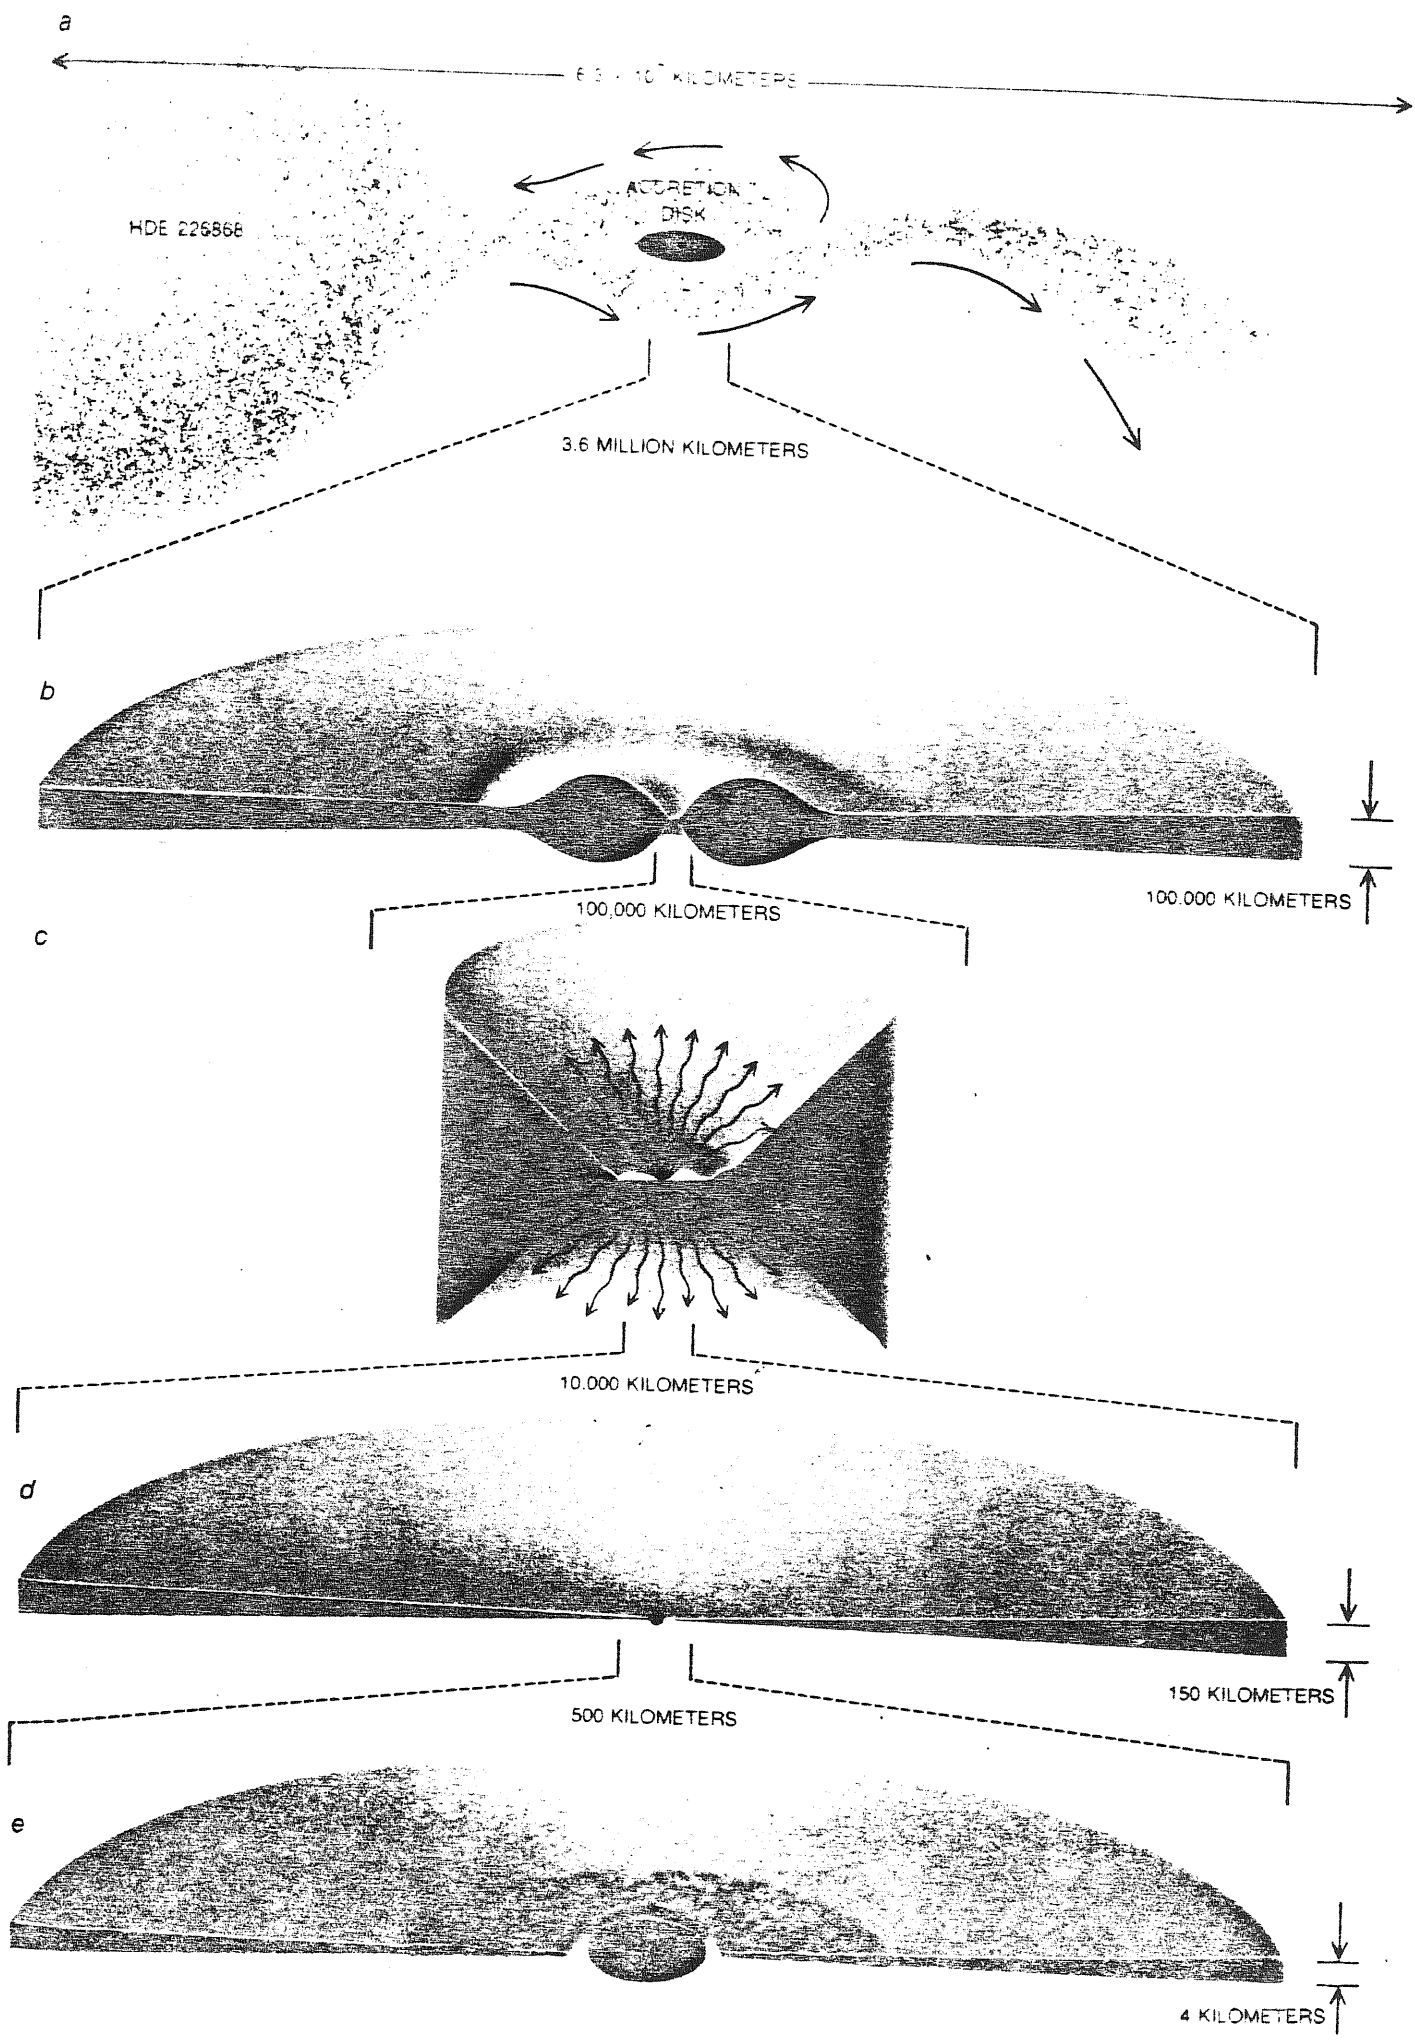 a
KILOMETERS
ACCRETION
DISK
HDE 226868
3.6 MILLION KILOMETERS
b
100,000 KILOMETERS
100.000 KILOMETERS
c
10.000 KILOMETERS
d
150 KILOMETERS
500 KILOMETERS
e
4 KILOMETERS